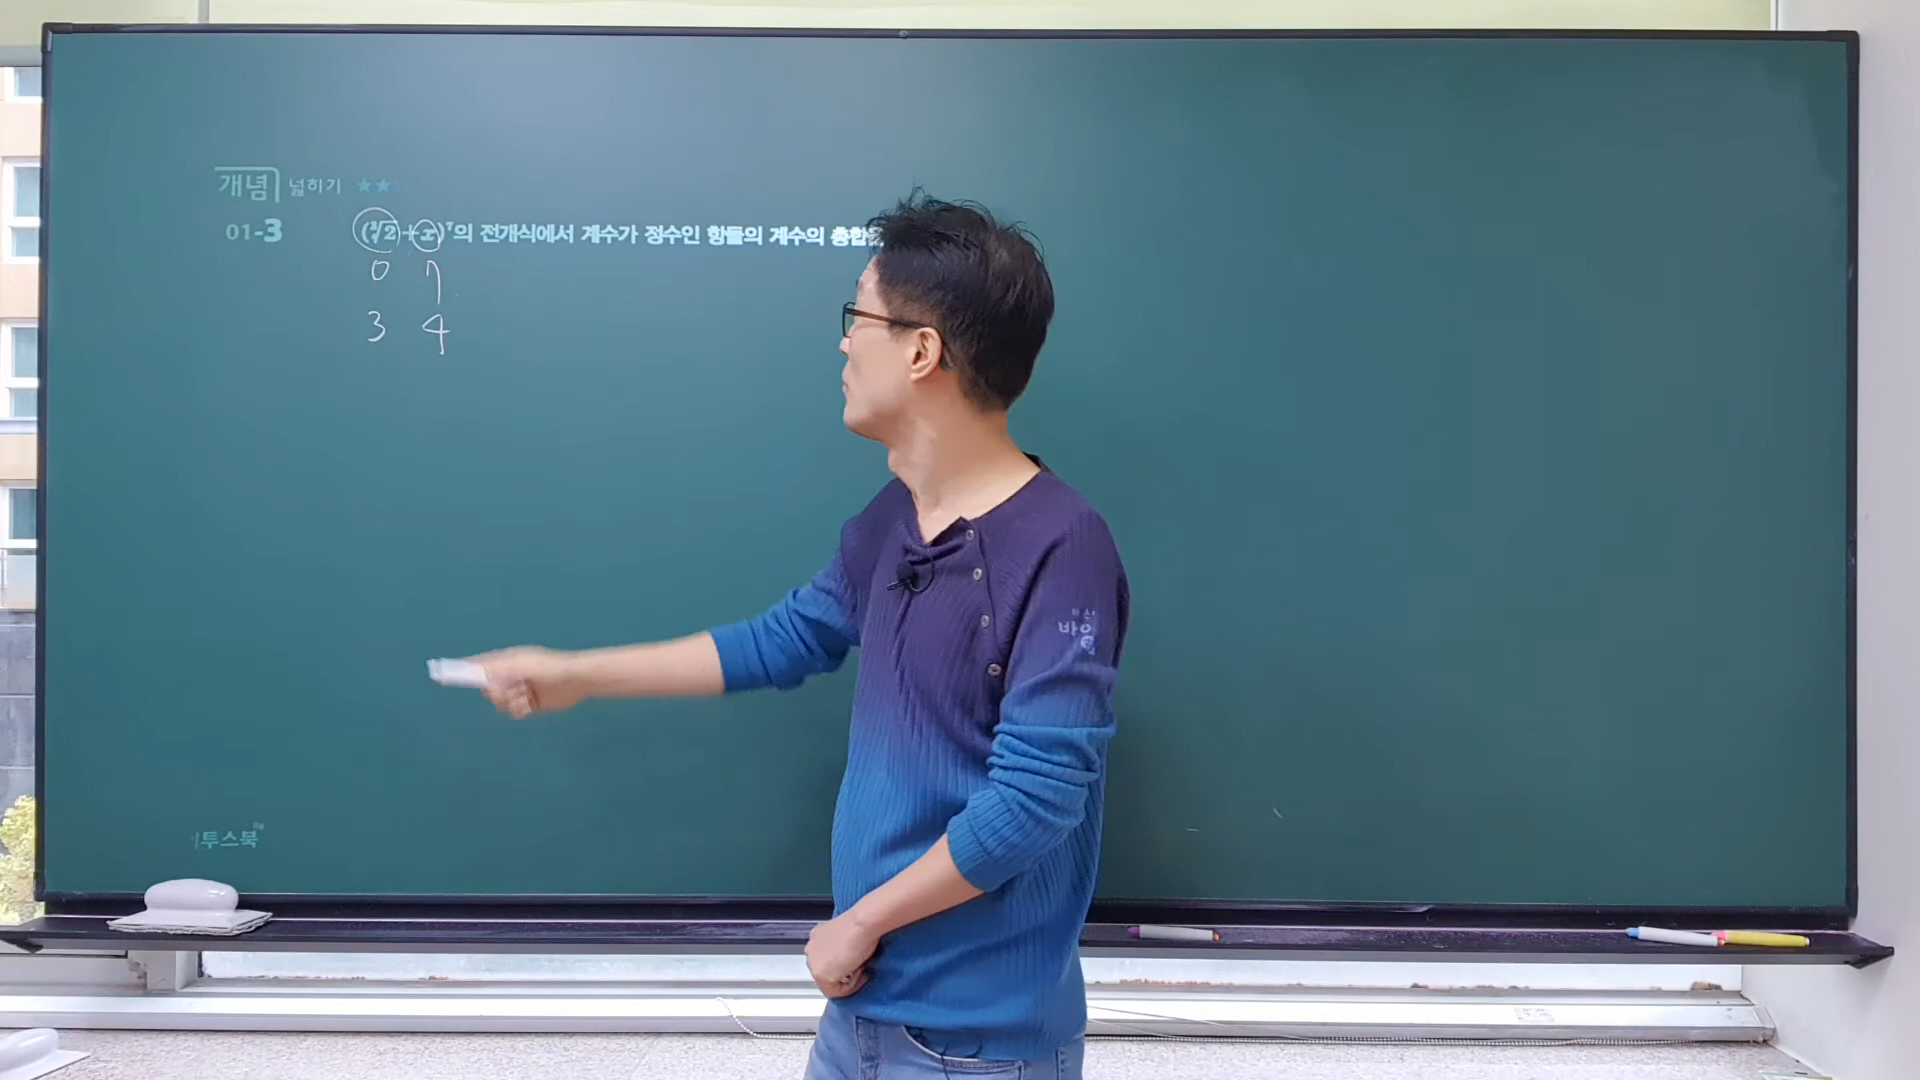 개념 넓히기 ★★
01-3 (∛2+x)⁷의 전개식에서 계수가 정수인 항들의 계수의 총합
0 7
3 4
바
투스북